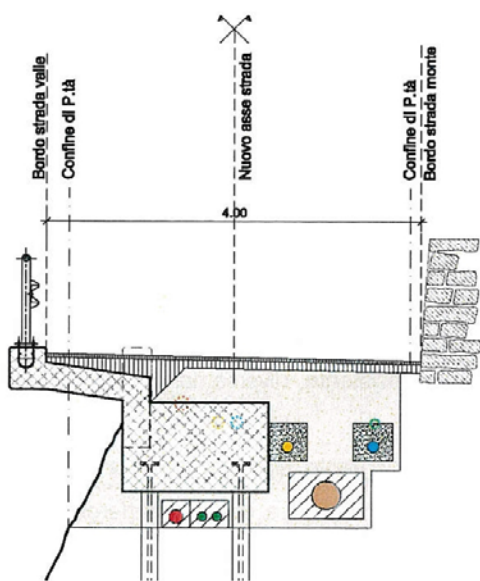 Bordo strada valle
Confine di P.tà
Nuovo asse strada
Confine di P.tà
Bordo strada monte
4.00